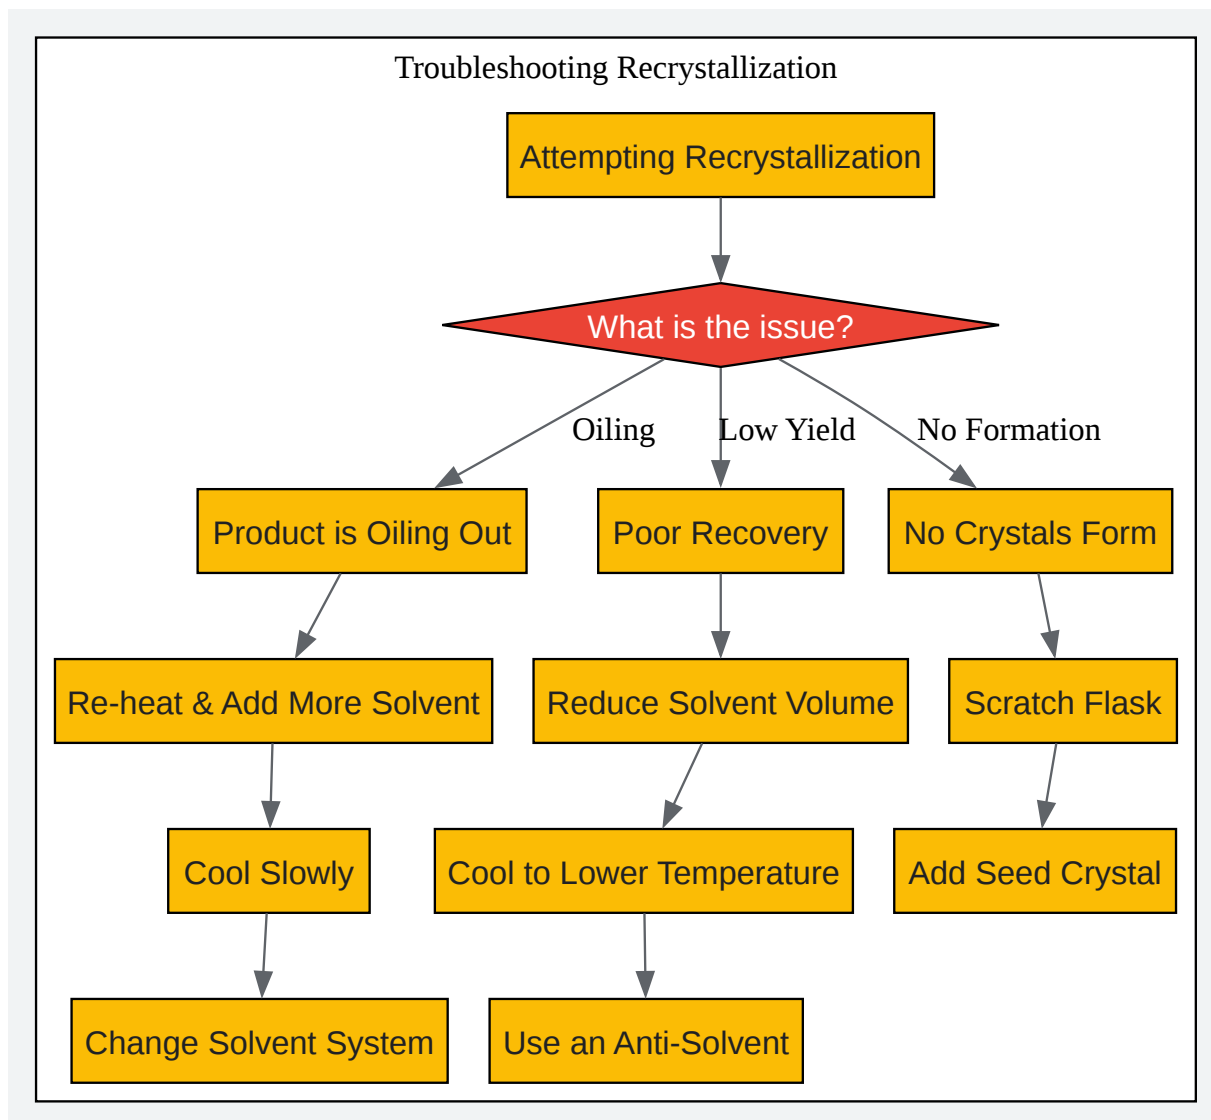 Troubleshooting Recrystallization
Attempting Recrystallization
What is the issue?
Oiling
Low Yield
No Formation
Product is Oiling Out
Poor Recovery
No Crystals Form
Re-heat & Add More Solvent
Reduce Solvent Volume
Scratch Flask
Cool Slowly
Cool to Lower Temperature
Add Seed Crystal
Change Solvent System
Use an Anti-Solvent